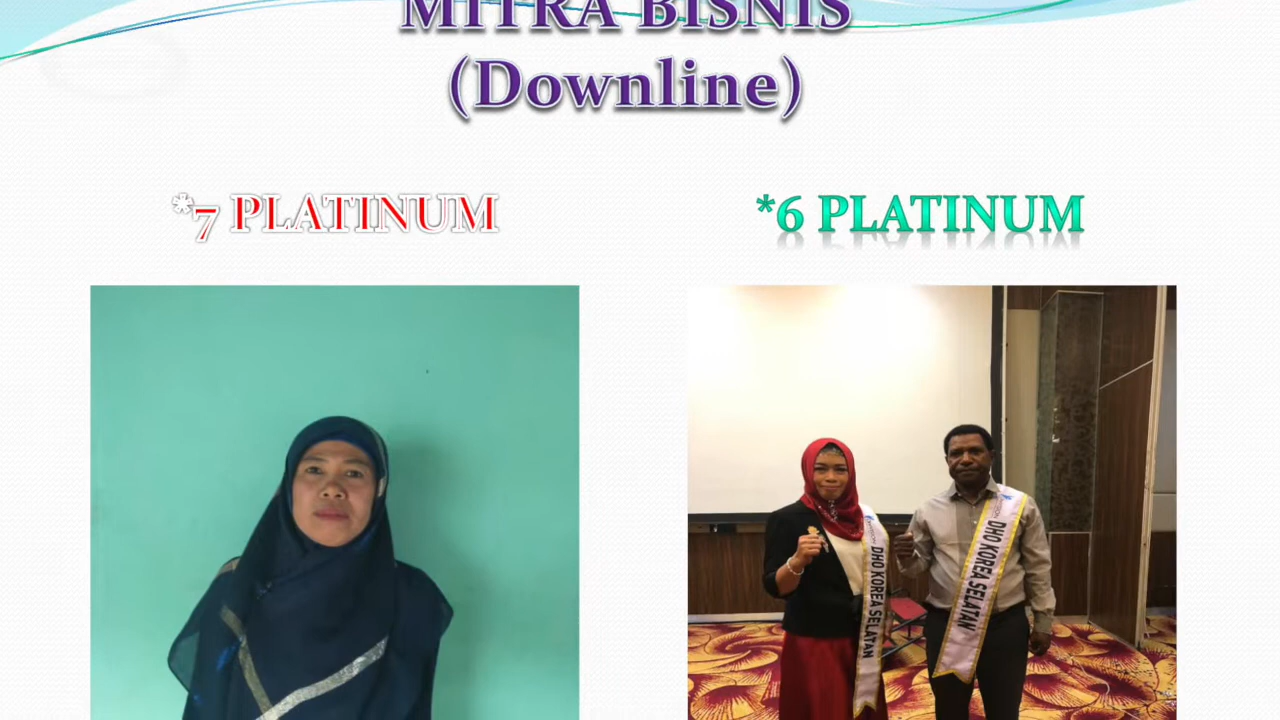 MITRA BISNIS
(Downline)
*7 PLATINUM
*6 PLATINUM
DHO KOREA SELATAN
DHO KOREA SELATAN